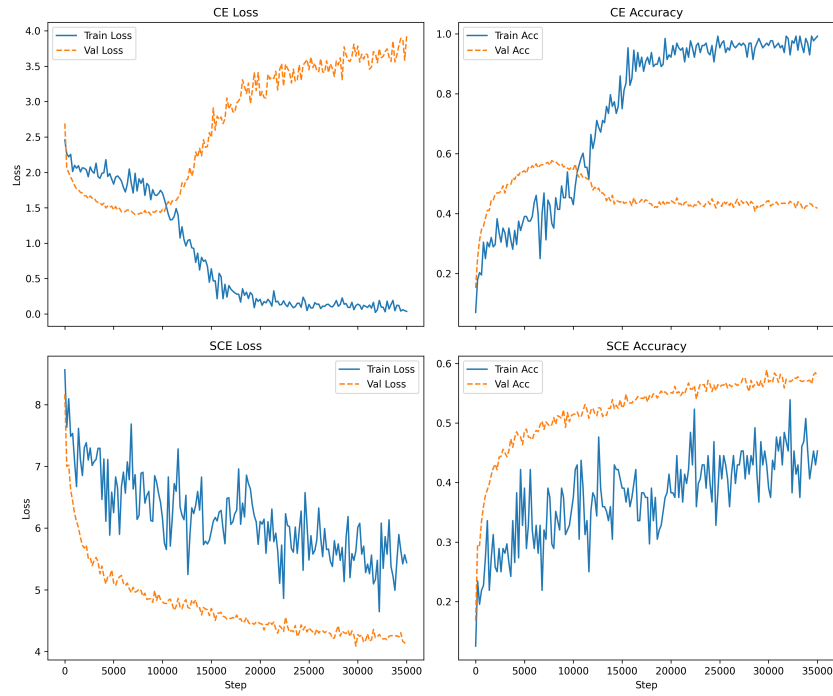 CE Loss
4.0
3.5
3.0
2.5
2.0
1.5
1.0
0.5
0.0
Loss
Train Loss
Val Loss
CE Accuracy
1.0
0.8
0.6
0.4
0.2
Train Acc
Val Acc
SCE Loss
8
7
6
5
4
Loss
Train Loss
Val Loss
0 5000 10000 15000 20000 25000 30000 35000
Step
SCE Accuracy
0.6
0.5
0.4
0.3
0.2
Train Acc
Val Acc
0 5000 10000 15000 20000 25000 30000 35000
Step